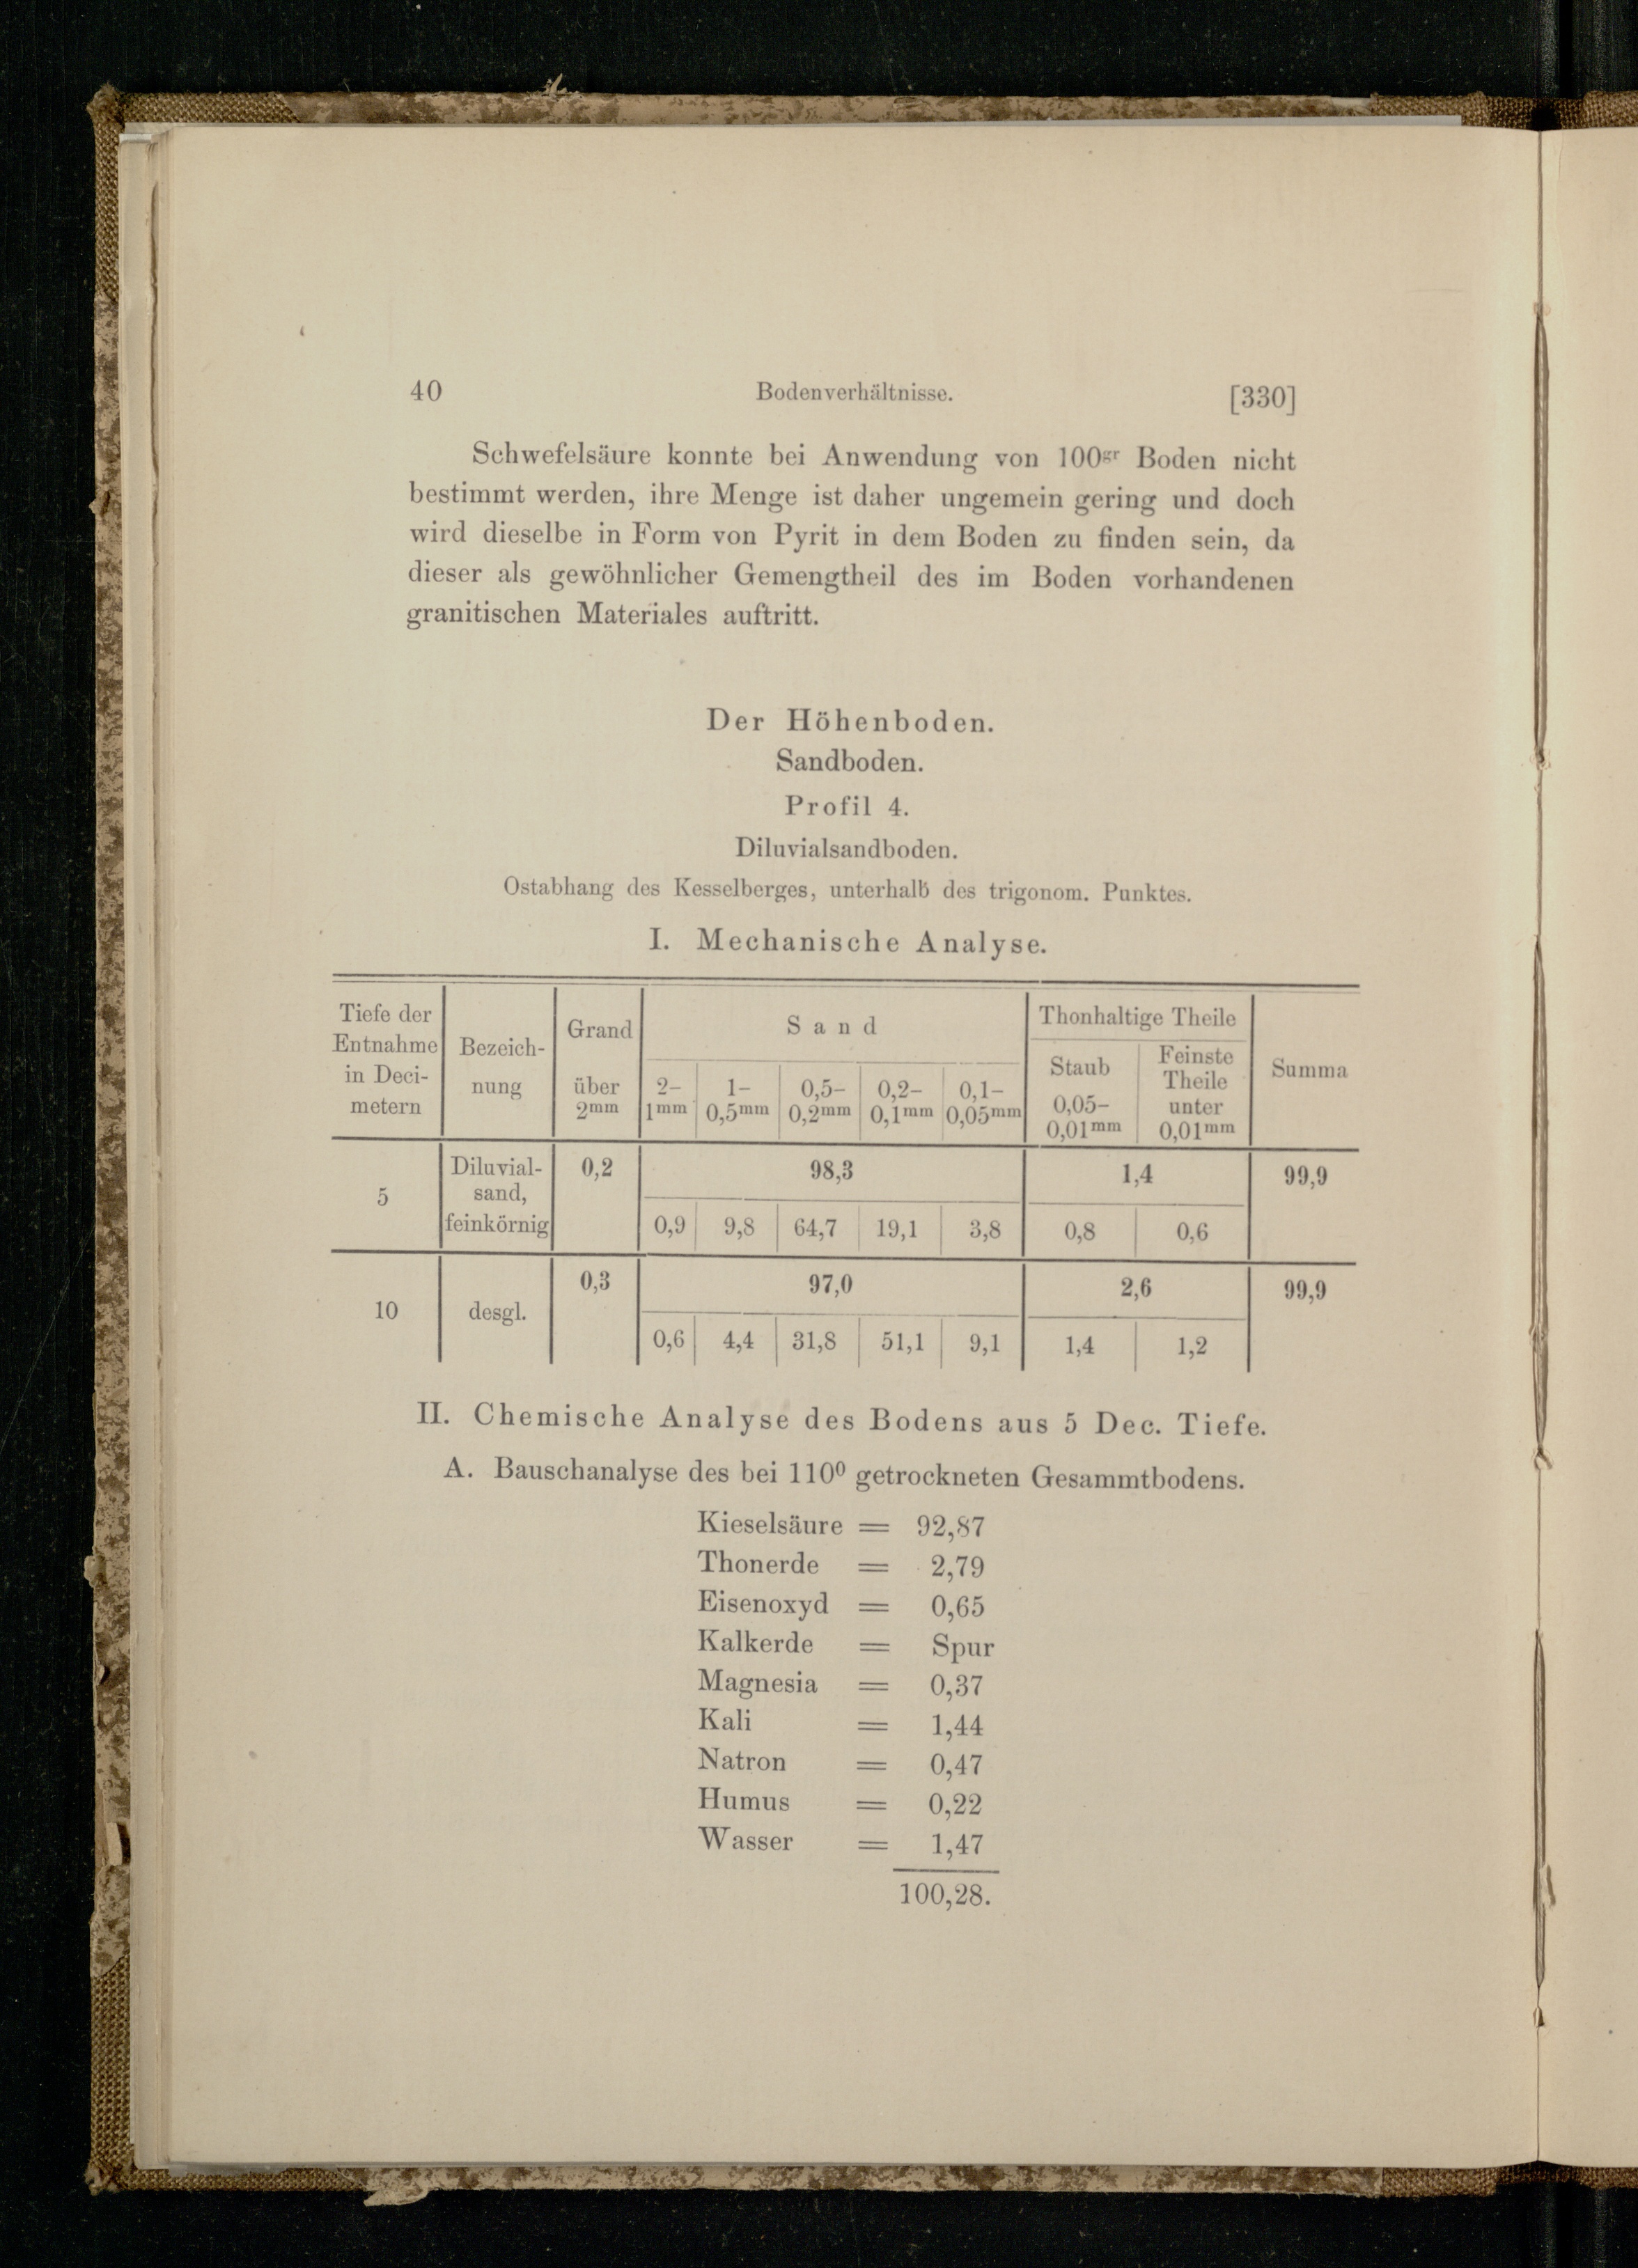 40 Bodenverhältnisse. [330]
Schwefelsäure konnte bei Anwendung von 100gr Boden nicht
bestimmt werden, ihre Menge ist daher ungemein gering und doch
wird dieselbe in Form von Pyrit in dem Boden zu finden sein, da
dieser als gewöhnlicher Gemengtheil des im Boden vorhandenen
granitischen Materiales auftritt.
Der Höhenboden.
Sandboden.
Profil 4.
Diluvialsandboden.
Ostabhang des Kesselberges, unterhalb des trigonom. Punktes.
I. Mechanische Analyse.
Tiefe der
Entnahme
in Deci-
metern
Bezeich-
nung
Grand
über
2mm
Sand
2–
1mm
1–
0,5mm
0,5–
0,2mm
0,2–
0,1mm
0,1–
0,05mm
Thonhaltige Theile
Staub
0,05–
0,01mm
Feinste
Theile
unter
0,01mm
Summa
5
Diluvial-
sand,
feinkörnig
0,2 98,3 1,4 99,9
0,9 9,8 64,7 19,1 3,8 0,8 0,6
10 desgl.
0,3 97,0 2,6 99,9
0,6 4,4 31,8 51,1 9,1 1,4 1,2
II. Chemische Analyse des Bodens aus 5 Dec. Tiefe.
A. Bauschanalyse des bei 110⁰ getrockneten Gesammtbodens.
Kieselsäure = 92,87
Thonerde = 2,79
Eisenoxyd = 0,65
Kalkerde = Spur
Magnesia = 0,37
Kali = 1,44
Natron = 0,47
Humus = 0,22
Wasser = 1,47
100,28.